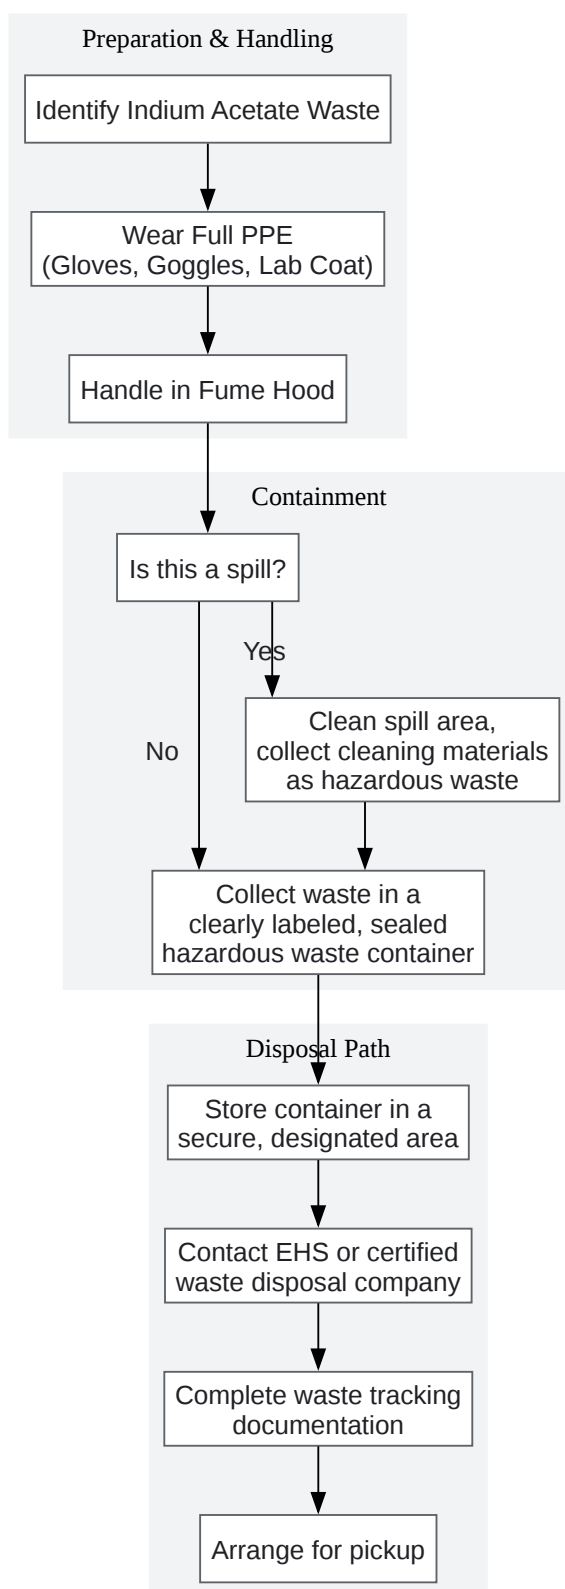 Preparation & Handling
Identify Indium Acetate Waste
Wear Full PPE
(Gloves, Goggles, Lab Coat)
Handle in Fume Hood
Containment
Is this a spill?
Yes
Clean spill area,
collect cleaning materials
as hazardous waste
No
Collect waste in a
clearly labeled, sealed
hazardous waste container
Disposal Path
Store container in a
secure, designated area
Contact EHS or certified
waste disposal company
Complete waste tracking
documentation
Arrange for pickup